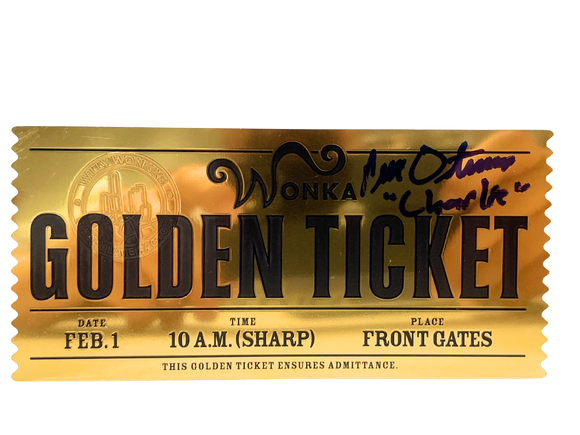 WONKA
GOLDEN TICKET
"Charlie"
DATE
FEB. 1
TIME
10 A.M. (SHARP)
PLACE
FRONT GATES
THIS GOLDEN TICKET ENSURES ADMITTANCE.